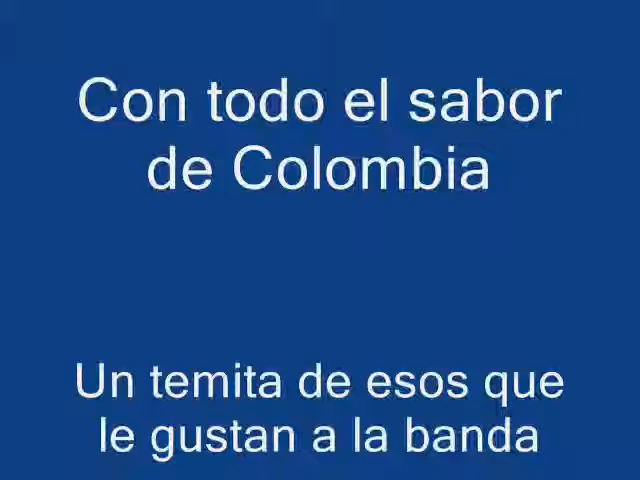 Con todo el sabor
de Colombia
Un temita de esos que
le gustan a la banda